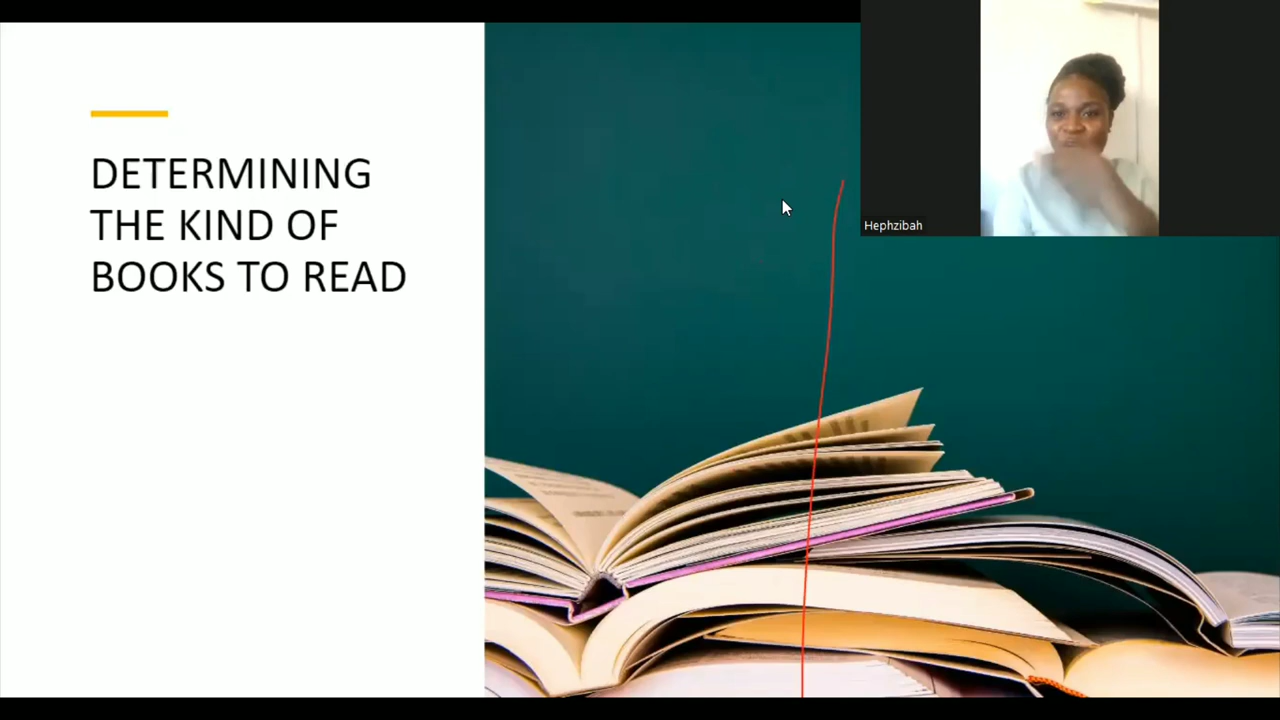 DETERMINING
THE KIND OF
BOOKS TO READ
Hephzibah